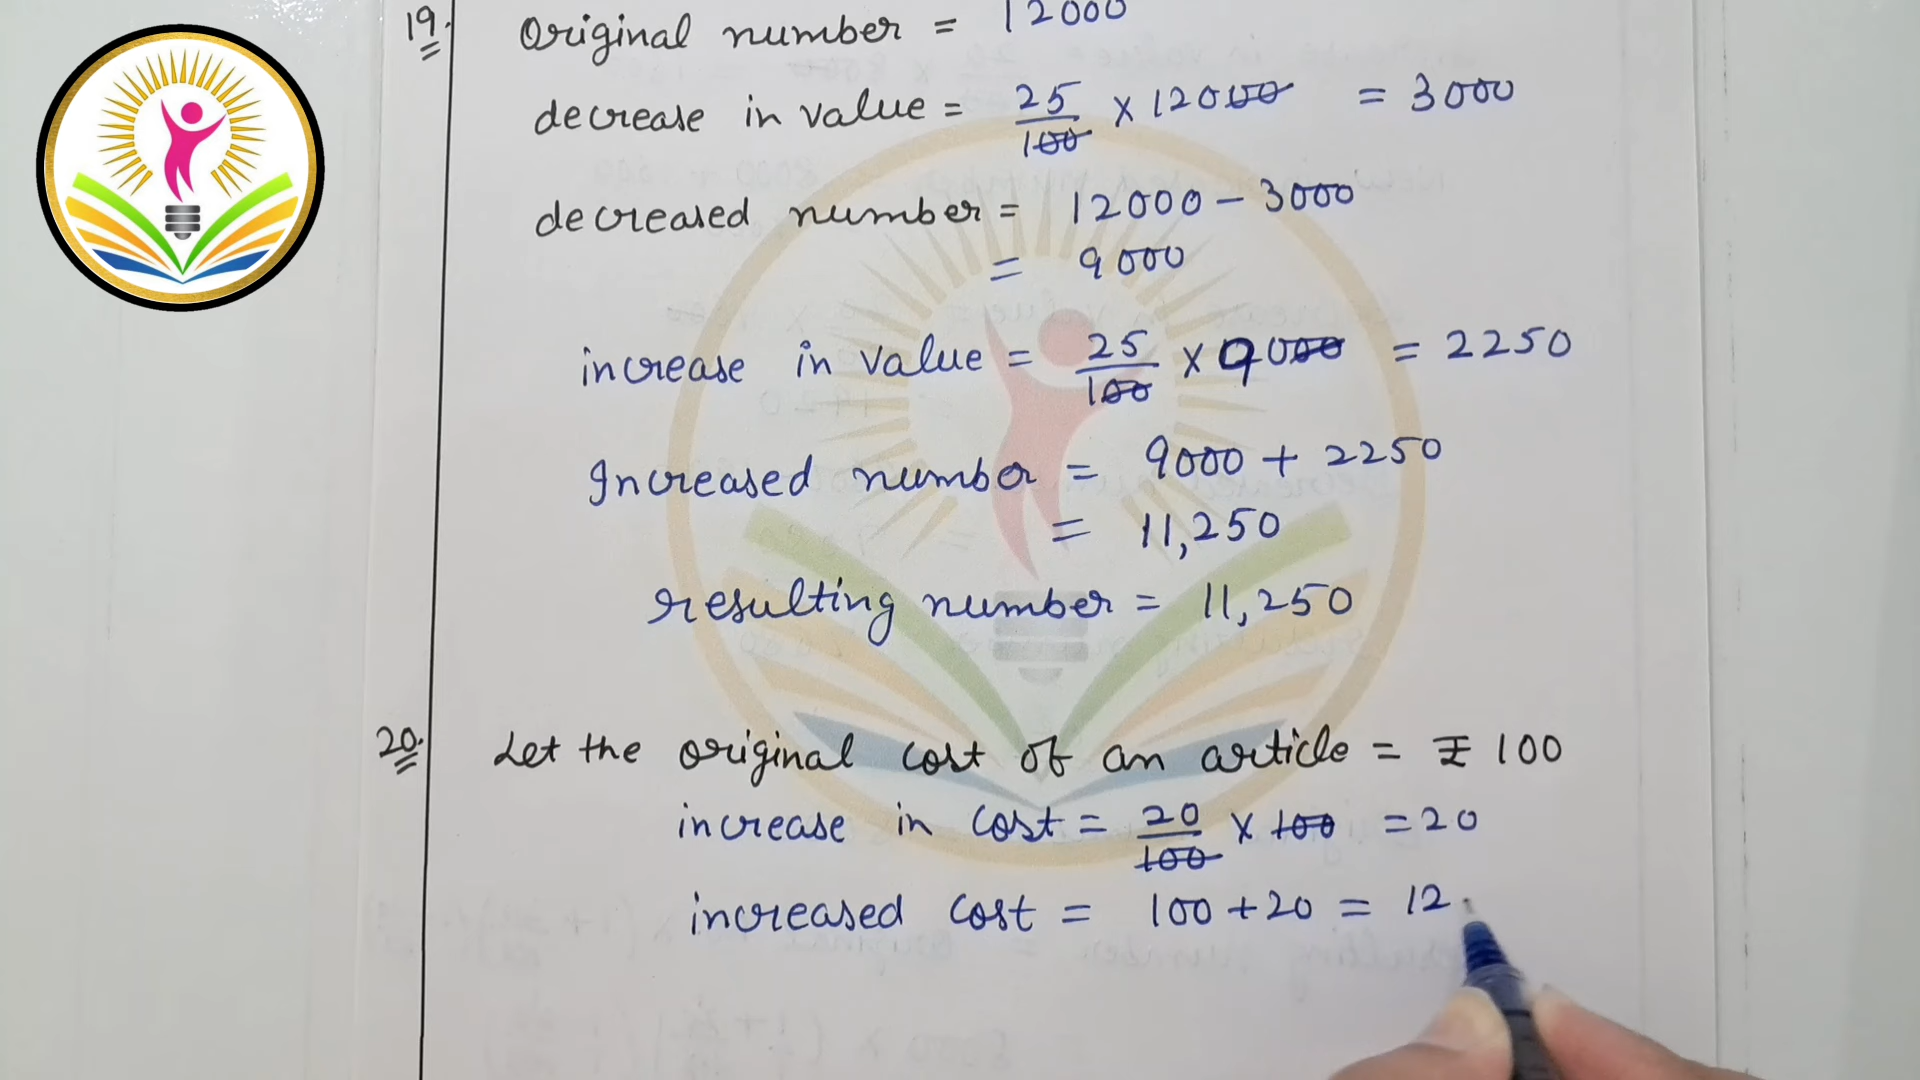 19. Original number = 12000
decrease in value = 25/100 × 12000 = 3000
decreased number = 12000 - 3000
= 9000
increase in value = 25/100 × 9000 = 2250
Increased number = 9000 + 2250
= 11,250
resulting number = 11,250
20. Let the original cost of an article = ₹ 100
increase in cost = 20/100 × 100 = 20
increased cost = 100 + 20 = 12